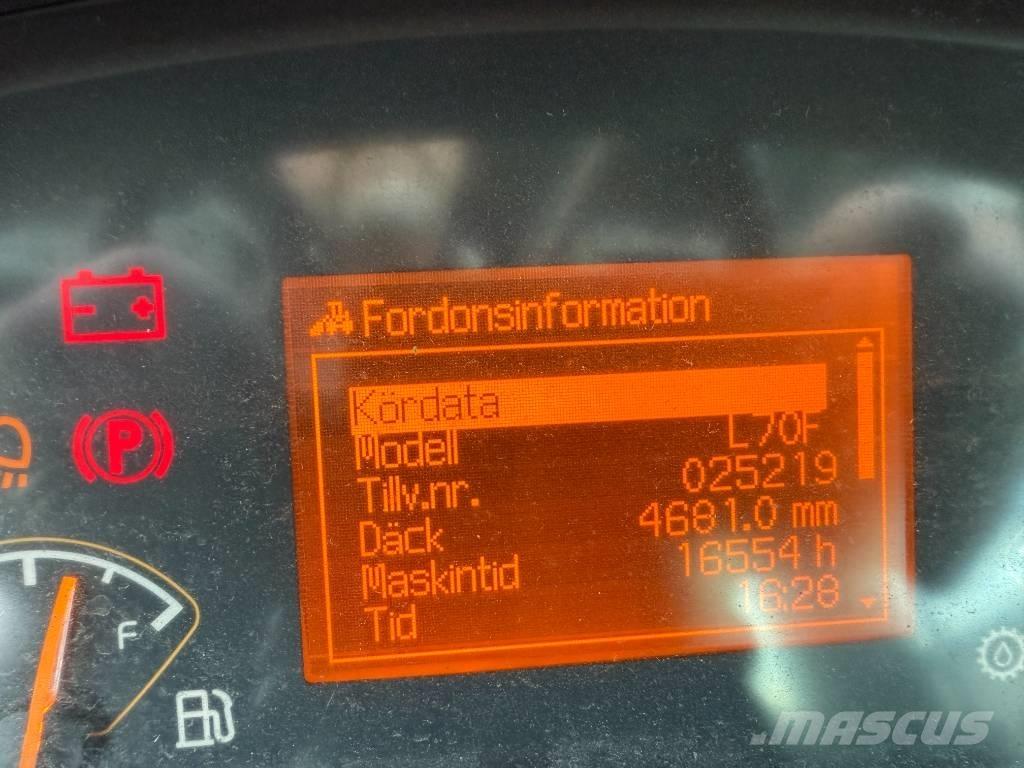 Fordonsinformation
Kördata
Modell L70F
Tillv.nr. 025219
Däck 4681.0 mm
Maskintid 16554 h
Tid 16:28
P
F
MASCUS